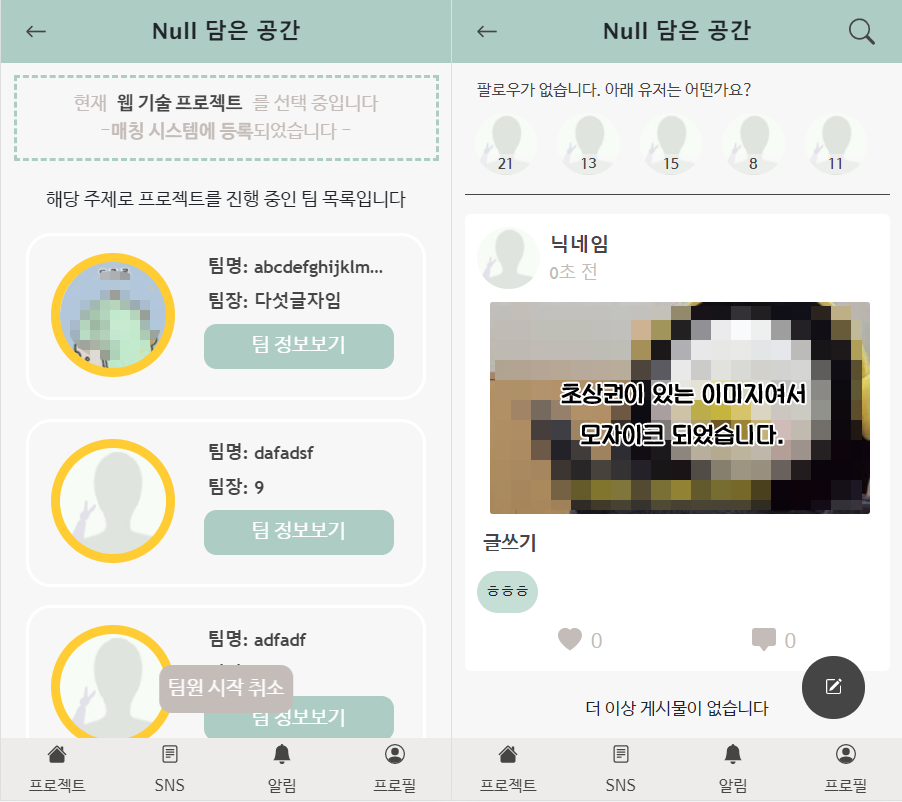 Null 담은 공간
현재 웹 기술 프로젝트 를 선택 중입니다
-매칭 시스템에 등록되었습니다 -
해당 주제로 프로젝트를 진행 중인 팀 목록입니다
팀명: abcdefghijklm...
팀장: 다섯글자임
팀 정보보기
팀명: dafadsf
팀장: 9
팀 정보보기
팀명: adfadf
팀원 시작 취소
팀 정보보기
프로젝트 SNS 알림 프로필
Null 담은 공간
팔로우가 없습니다. 아래 유저는 어떤가요?
21 13 15 8 11
닉네임
0초 전
초상권이 있는 이미지여서
모자이크 되었습니다.
글쓰기
ㅎㅎㅎ
0 0
더 이상 게시물이 없습니다
프로젝트 SNS 알림 프로필